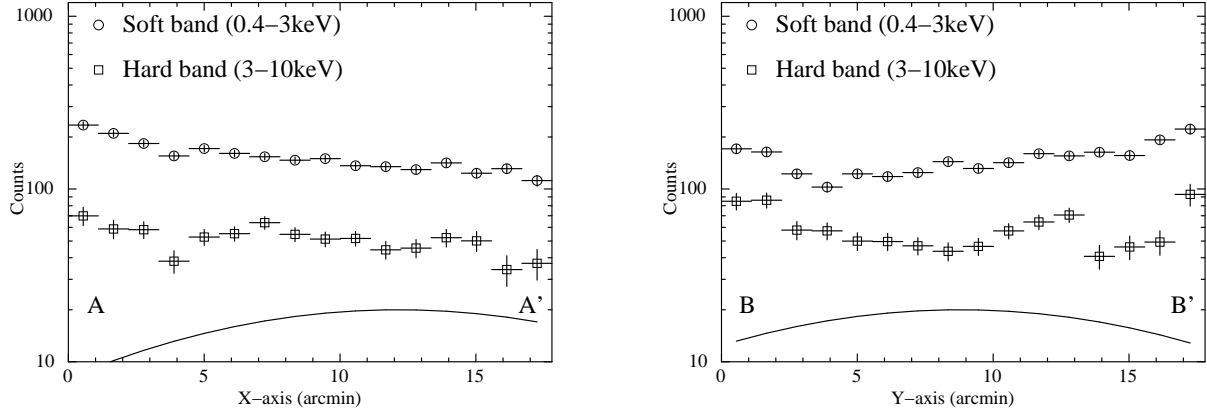 1000
Soft band (0.4–3keV)
Hard band (3–10keV)
Counts
100
A
A'
10
0
5
10
15
X–axis (arcmin)
1000
Soft band (0.4–3keV)
Hard band (3–10keV)
Counts
100
B
B'
10
0
5
10
15
Y–axis (arcmin)